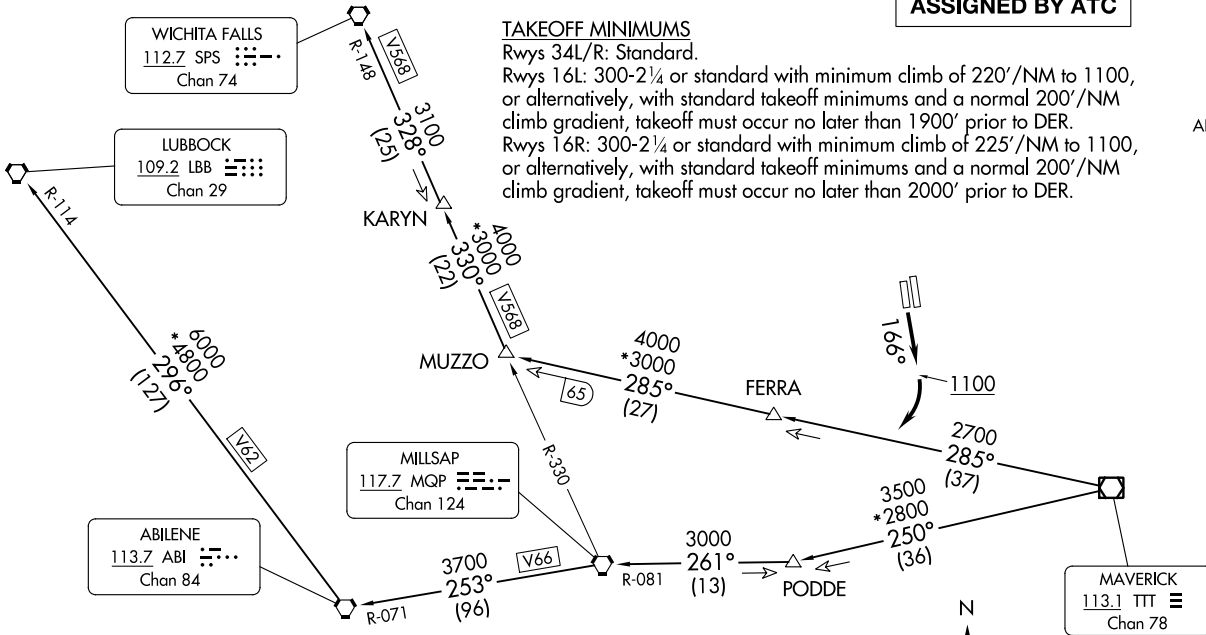 ASSIGNED BY ATC
WICHITA FALLS
112.7 SPS
Chan 74
R-148
V568
3100
328°
(25)
TAKEOFF MINIMUMS
Rwys 34L/R: Standard.
Rwys 16L: 300-2¼ or standard with minimum climb of 220'/NM to 1100,
or alternatively, with standard takeoff minimums and a normal 200'/NM
climb gradient, takeoff must occur no later than 1900' prior to DER.
Rwys 16R: 300-2¼ or standard with minimum climb of 225'/NM to 1100,
or alternatively, with standard takeoff minimums and a normal 200'/NM
climb gradient, takeoff must occur no later than 2000' prior to DER.
LUBBOCK
109.2 LBB
Chan 29
R-114
KARYN
4000
*3000
330°
(22)
V568
6000
*4800
296°
(127)
V62
MUZZO
65
4000
*3000
285°
(27)
FERRA
166°
1100
2700
285°
(37)
R-330
MILLSAP
117.7 MQP
Chan 124
3500
*2800
250°
(36)
ABILENE
113.7 ABI
Chan 84
3700
253°
(96)
V66
R-071
R-081
3000
261°
(13)
PODDE
MAVERICK
113.1 TTT
Chan 78
N